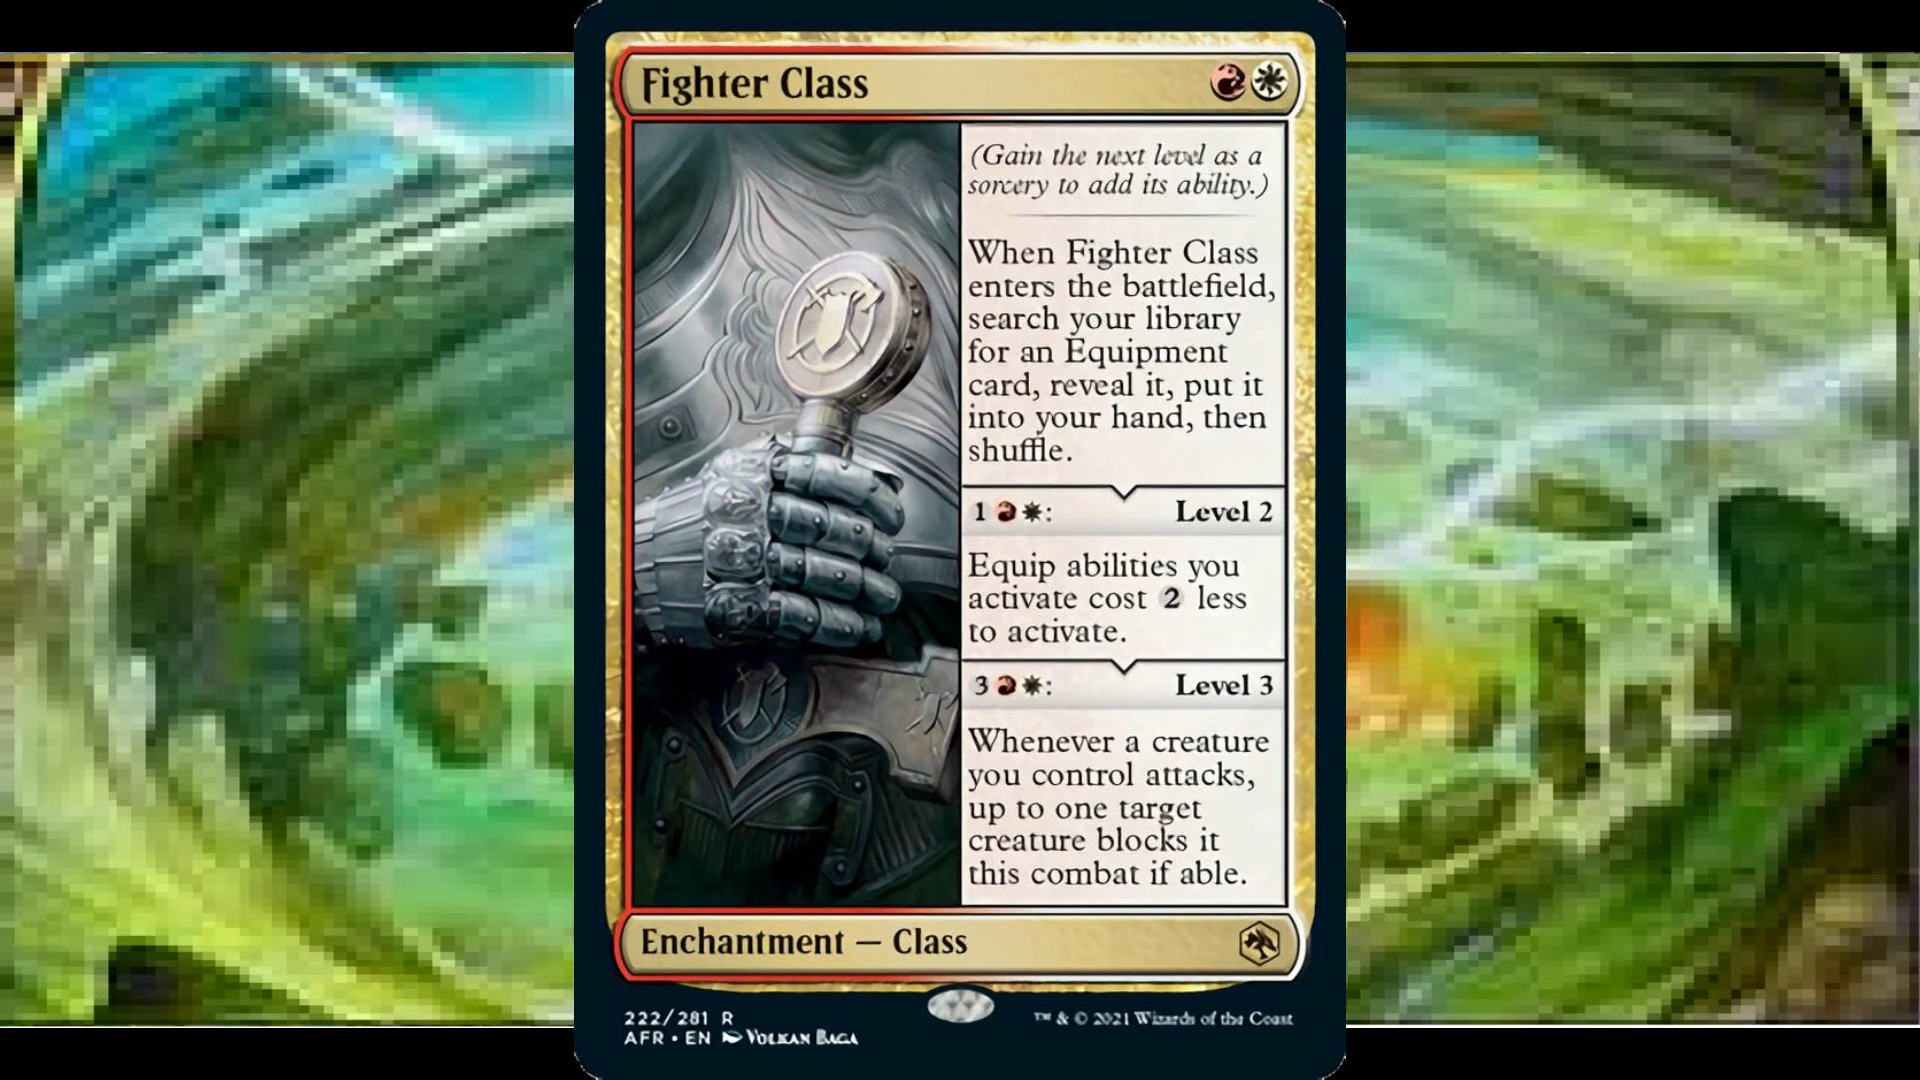 Fighter Class
(Gain the next level as a
sorcery to add its ability.)
When Fighter Class
enters the battlefield,
search your library
for an Equipment
card, reveal it, put it
into your hand, then
shuffle.
1 : Level 2
Equip abilities you
activate cost 2 less
to activate.
3 : Level 3
Whenever a creature
you control attacks,
up to one target
creature blocks it
this combat if able.
Enchantment — Class
222/281 R
™ & © 2021 Wizards of the Coast
AFR • EN Volkan Baga